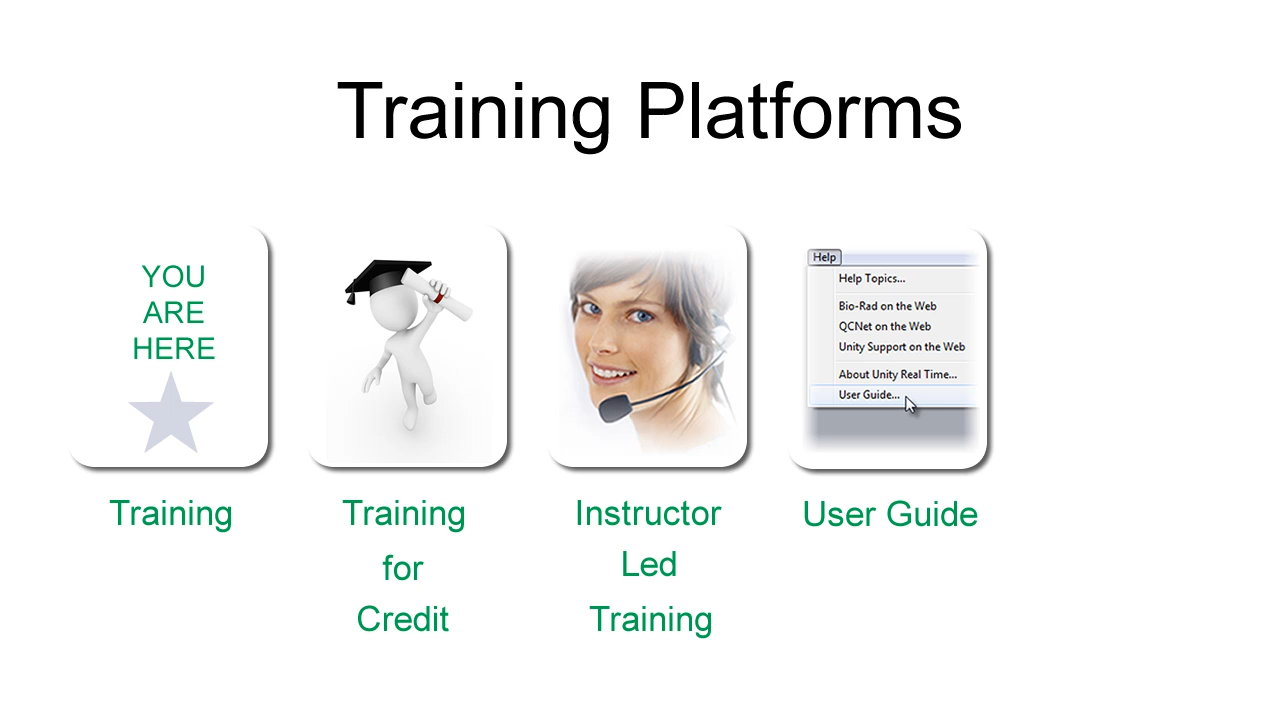 Training Platforms
YOU
ARE
HERE
Training
Training
for
Credit
Instructor
Led
Training
Help
Help Topics...
Bio-Rad on the Web
QCNet on the Web
Unity Support on the Web
About Unity Real Time...
User Guide...
User Guide